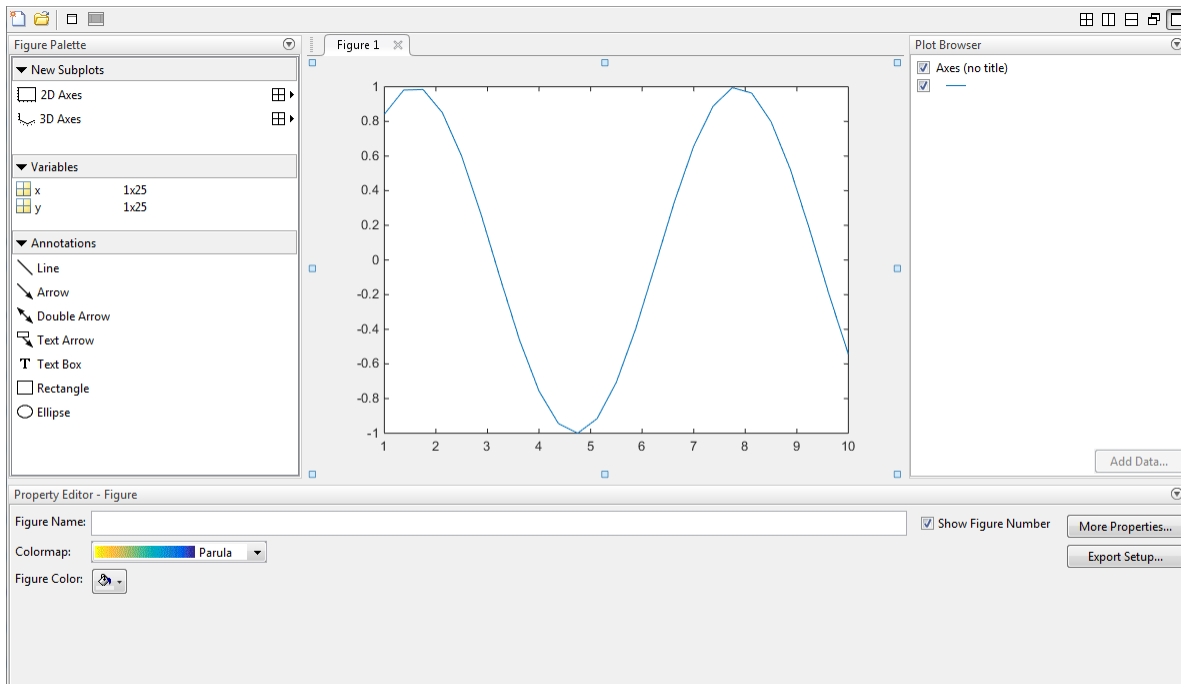 Figure Palette
New Subplots
2D Axes
3D Axes
Variables
x 1x25
y 1x25
Annotations
Line
Arrow
Double Arrow
Text Arrow
T Text Box
Rectangle
Ellipse
Figure 1
1
0.8
0.6
0.4
0.2
0
-0.2
-0.4
-0.6
-0.8
-1
1 2 3 4 5 6 7 8 9 10
Plot Browser
Axes (no title)
Add Data...
Property Editor - Figure
Figure Name:
Show Figure Number
More Properties...
Colormap: Parula
Export Setup...
Figure Color: